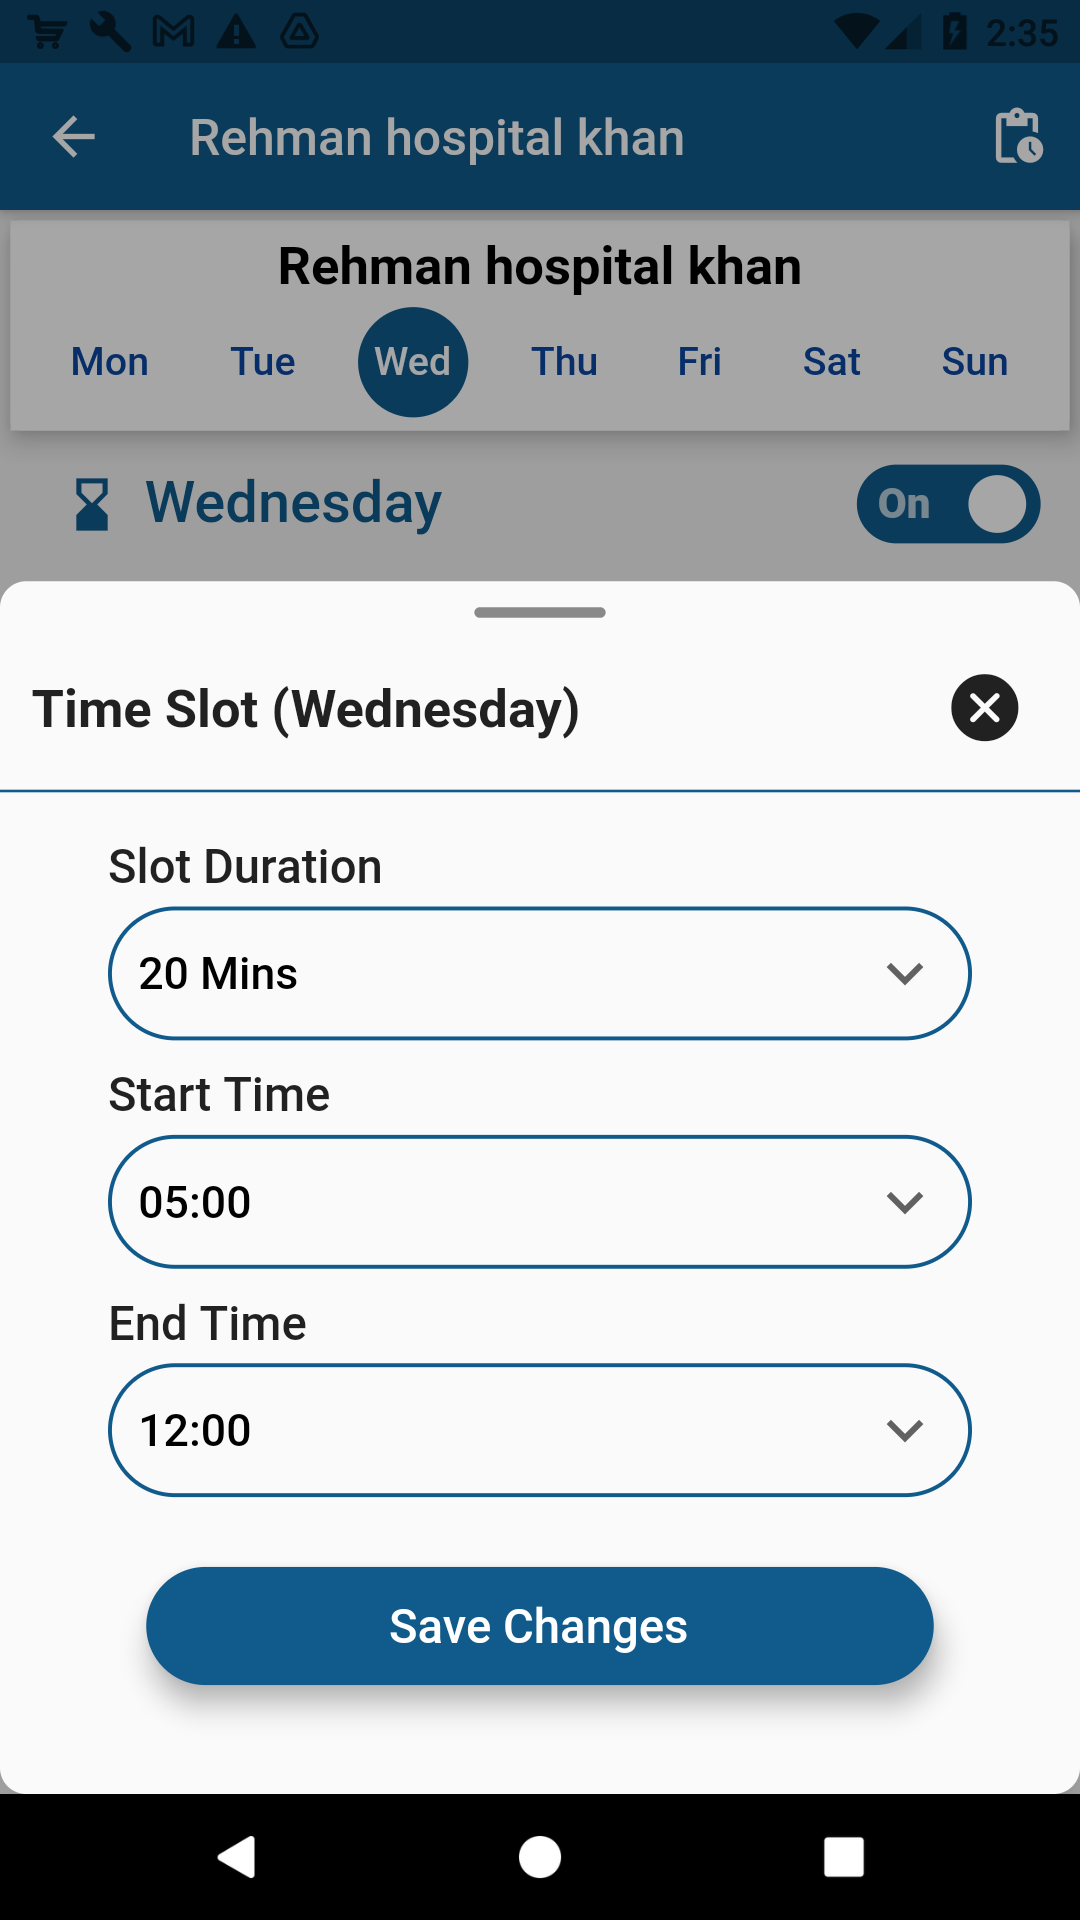 2:35
Rehman hospital khan
Rehman hospital khan
Mon Tue Wed Thu Fri Sat Sun
Wednesday On
Time Slot (Wednesday)
Slot Duration
20 Mins
Start Time
05:00
End Time
12:00
Save Changes